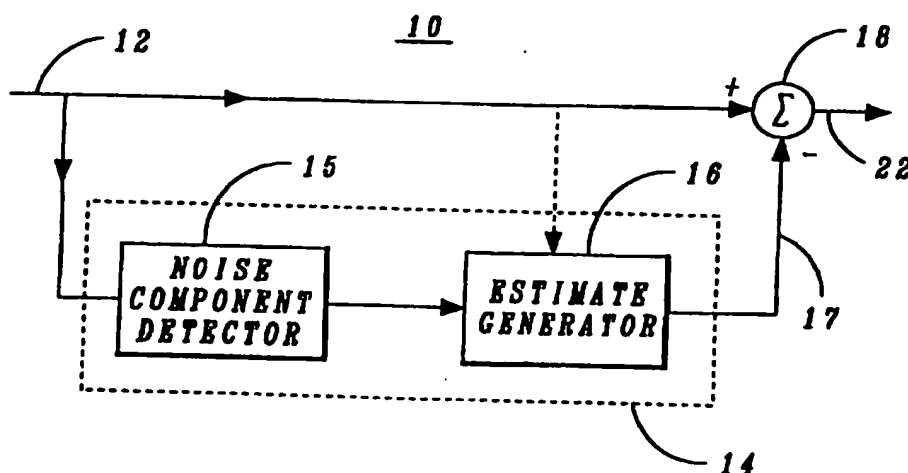 10
12
18
+
Σ
-
22
15
16
NOISE
COMPONENT
DETECTOR
ESTIMATE
GENERATOR
17
14